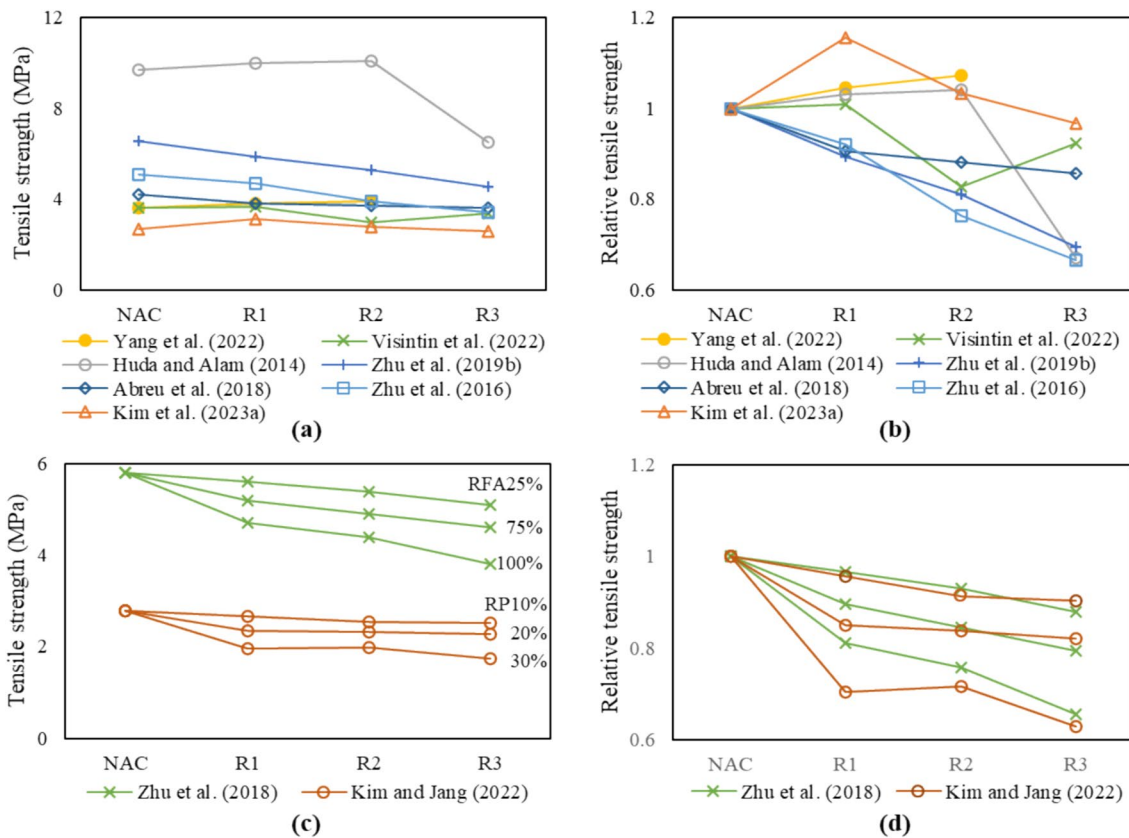 12
8
4
0
Tensile strength (MPa)
NAC R1 R2 R3
Yang et al. (2022) Visintin et al. (2022)
Huda and Alam (2014) Zhu et al. (2019b)
Abreu et al. (2018) Zhu et al. (2016)
Kim et al. (2023a)
(a)
1.2
1
0.8
0.6
Relative tensile strength
NAC R1 R2 R3
Yang et al. (2022) Visintin et al. (2022)
Huda and Alam (2014) Zhu et al. (2019b)
Abreu et al. (2018) Zhu et al. (2016)
Kim et al. (2023a)
(b)
6
4
2
0
Tensile strength (MPa)
RFA25%
75%
100%
RP10%
20%
30%
NAC R1 R2 R3
Zhu et al. (2018) Kim and Jang (2022)
(c)
1.2
1
0.8
0.6
Relative tensile strength
NAC R1 R2 R3
Zhu et al. (2018) Kim and Jang (2022)
(d)